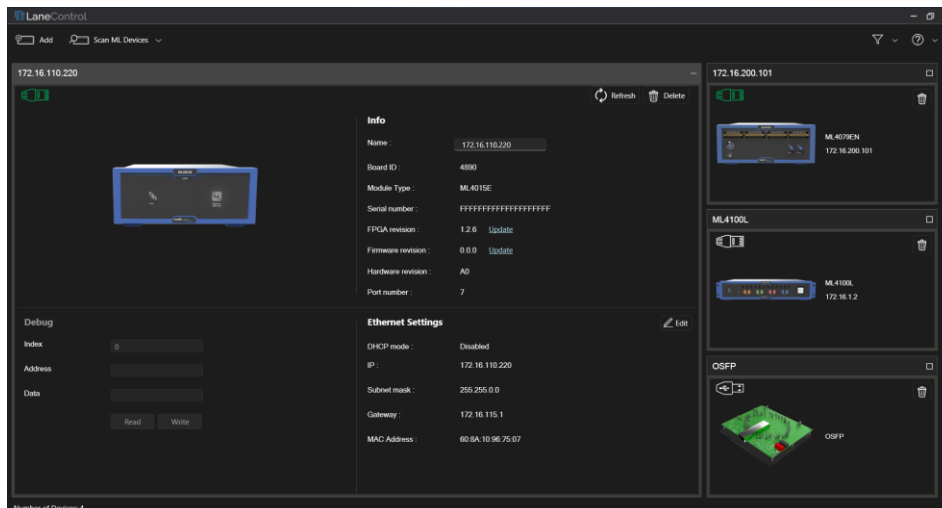 LaneControl
Add Scan ML Devices
172.16.110.220
Refresh Delete
Info
Name : 172.16.110.220
Board ID : 4890
Module Type : ML4015E
Serial number : FFFFFFFFFFFFFFFFFFFF
FPGA revision : 1.2.6 Update
Firmware revision : 0.0.0 Update
Hardware revision : A0
Port number : 7
Debug
Index 0
Address
Data
Read Write
Ethernet Settings Edit
DHCP mode : Disabled
IP : 172.16.110.220
Subnet mask : 255.255.0.0
Gateway : 172.16.115.1
MAC Address : 60:8A:10:96:75:07
172.16.200.101
ML4079EN
172.16.200.101
ML4100L
ML4100L
172.16.1.2
OSFP
OSFP
Number of Devices 4